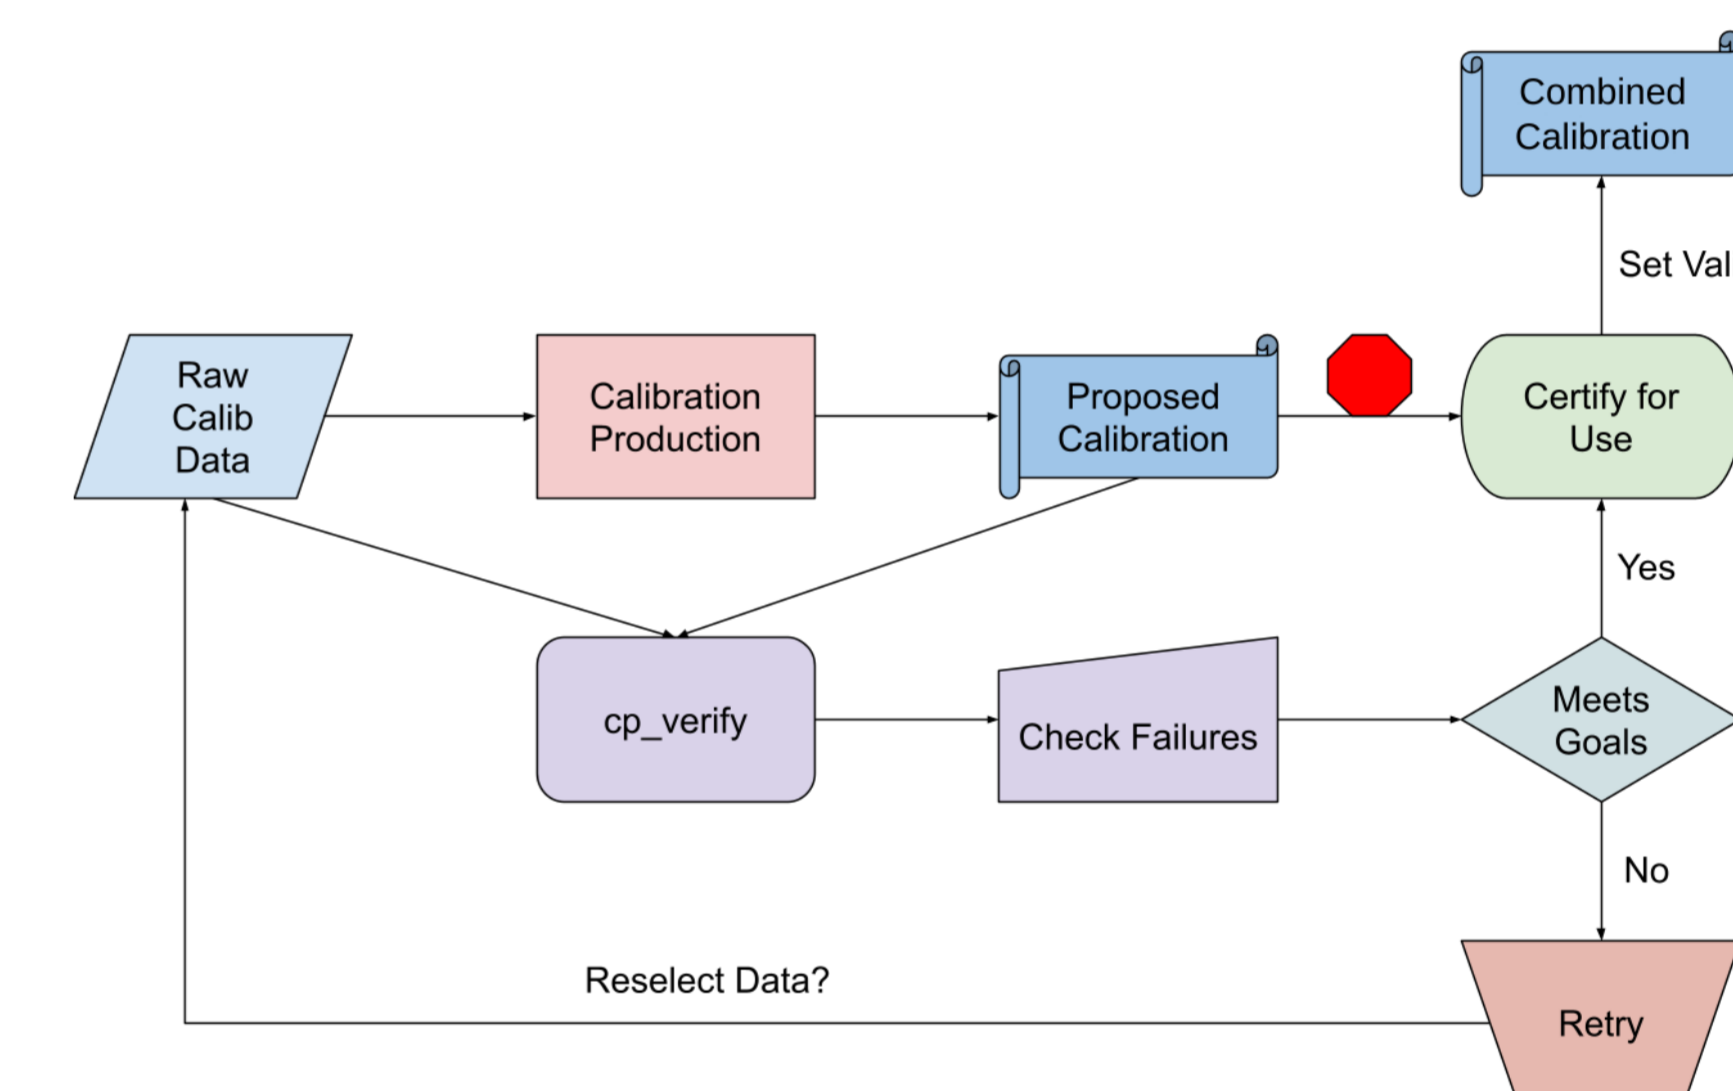 Combined
Calibration
Set Val
Raw
Calib
Data
Calibration
Production
Proposed
Calibration
Certify for
Use
Yes
cp_verify
Check Failures
Meets
Goals
No
Reselect Data?
Retry